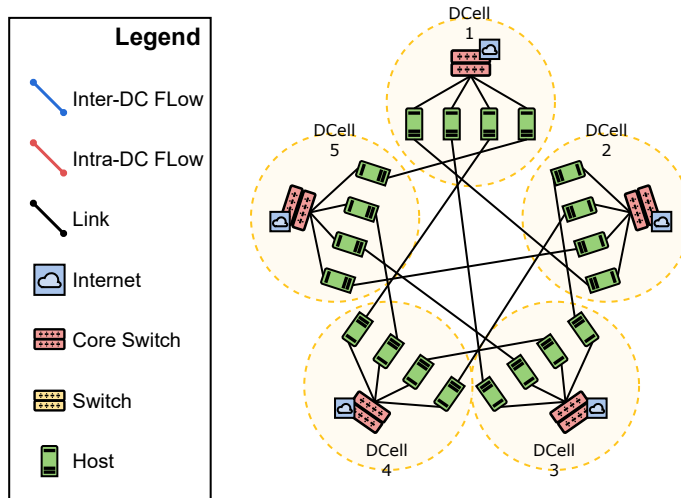 Legend
Inter-DC FLow
Intra-DC FLow
Link
Internet
Core Switch
Switch
Host
DCell
1
DCell
5
DCell
2
DCell
4
DCell
3